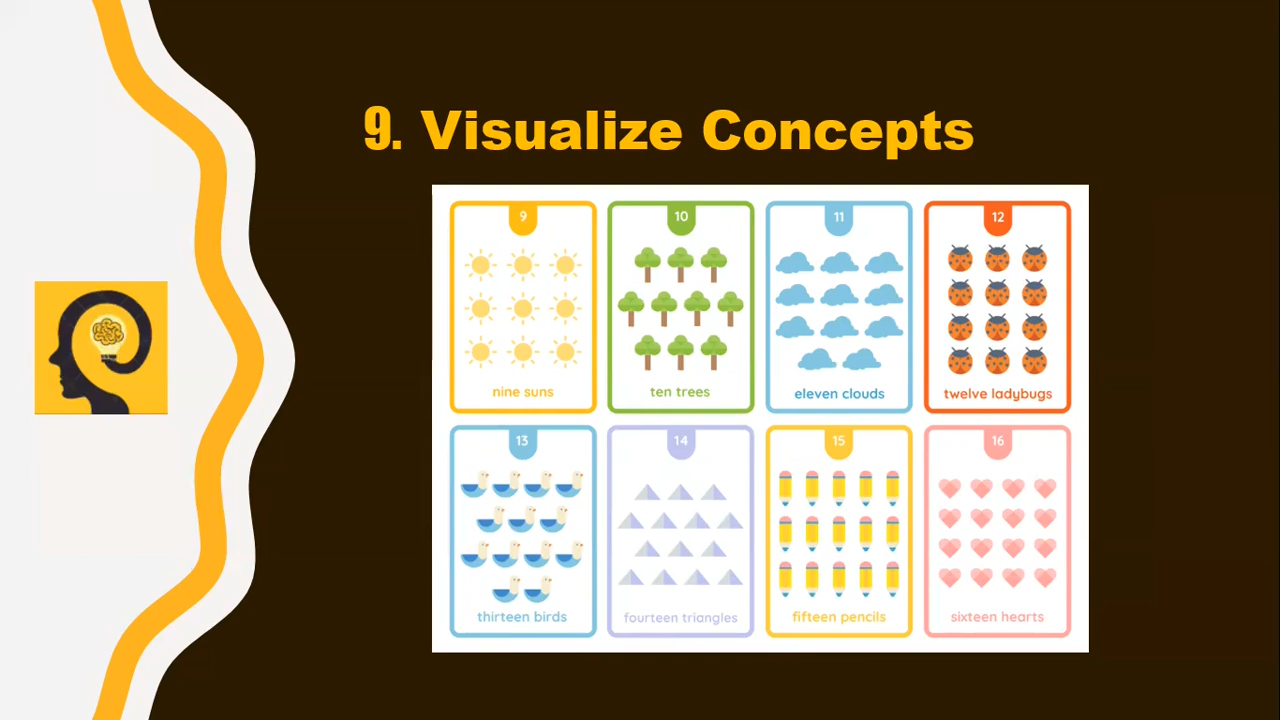 9. Visualize Concepts
9
nine suns
10
ten trees
11
eleven clouds
12
twelve ladybugs
13
thirteen birds
14
fourteen triangles
15
fifteen pencils
16
sixteen hearts